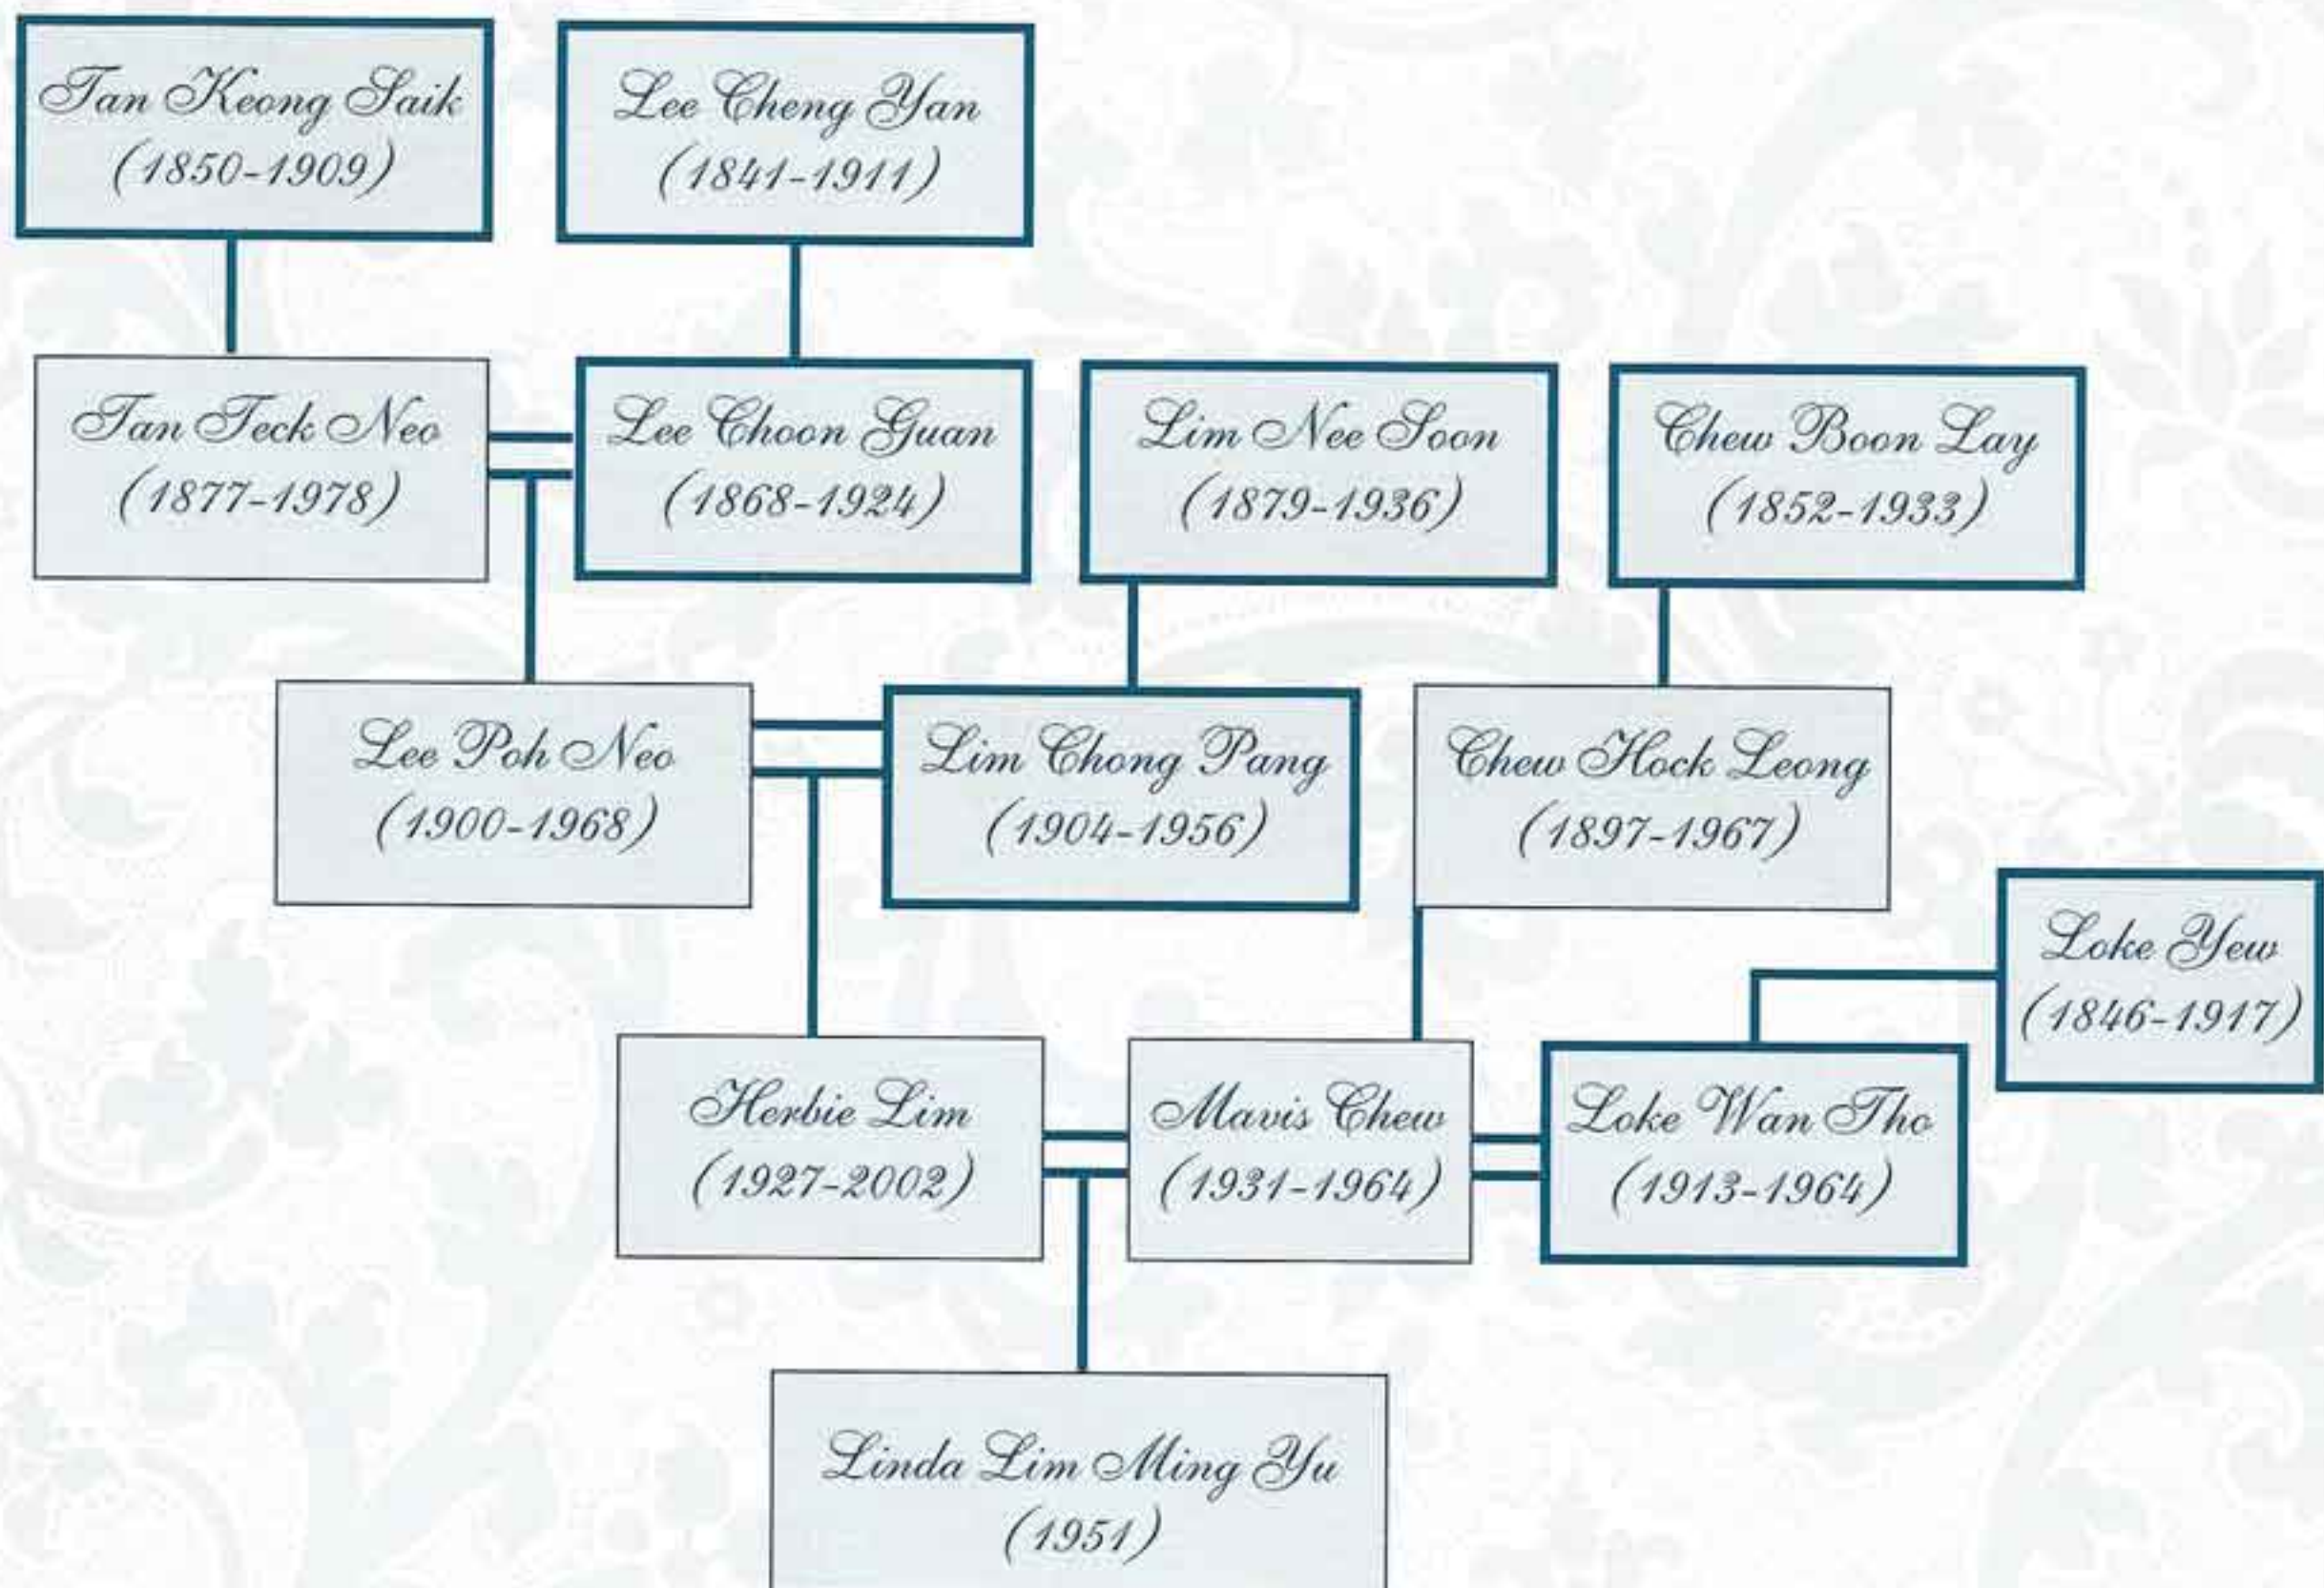 Tan Keong Saik
(1850-1909)
Lee Cheng Yan
(1841-1911)
Tan Teck Neo
(1877-1978)
Lee Choon Guan
(1868-1924)
Lim Nee Soon
(1879-1936)
Chew Boon Lay
(1852-1933)
Lee Poh Neo
(1900-1968)
Lim Chong Pang
(1904-1956)
Chew Hock Leong
(1897-1967)
Loke Yew
(1846-1917)
Herbie Lim
(1927-2002)
Mavis Chew
(1931-1964)
Loke Wan Tho
(1913-1964)
Linda Lim Ming Yu
(1951)